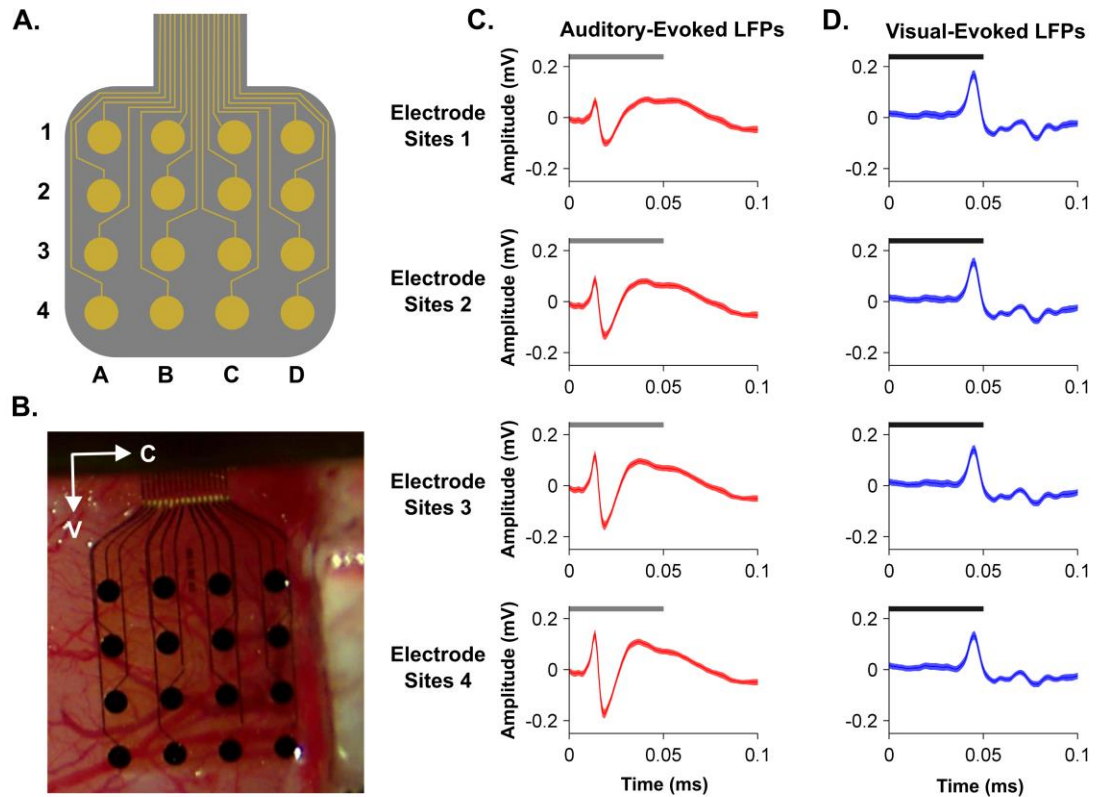 A.
1
2
3
4
A B C D
B.
C
V
C.
Auditory-Evoked LFPs
D.
Visual-Evoked LFPs
Electrode
Sites 1
Amplitude (mV)
0.2
0
-0.2
0 0.05 0.1
0.2
0
-0.2
0 0.05 0.1
Electrode
Sites 2
Amplitude (mV)
0.2
0
-0.2
0 0.05 0.1
0.2
0
-0.2
0 0.05 0.1
Electrode
Sites 3
Amplitude (mV)
0.2
0
-0.2
0 0.05 0.1
0.2
0
-0.2
0 0.05 0.1
Electrode
Sites 4
Amplitude (mV)
0.2
0
-0.2
0 0.05 0.1
Time (ms)
0.2
0
-0.2
0 0.05 0.1
Time (ms)